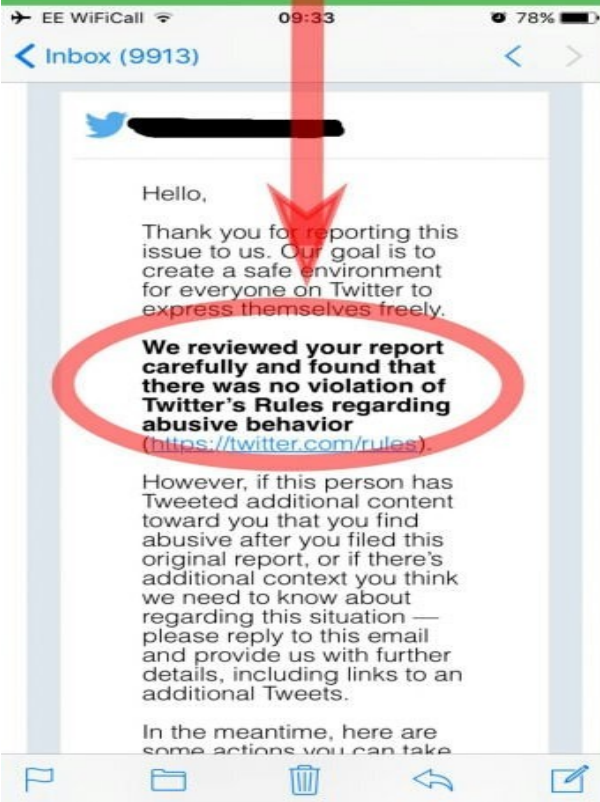 EE WiFiCall 09:33 78%
Inbox (9913)
Hello,
Thank you for reporting this
issue to us. Our goal is to
create a safe environment
for everyone on Twitter to
express themselves freely.
We reviewed your report
carefully and found that
there was no violation of
Twitter's Rules regarding
abusive behavior
(https://twitter.com/rules).
However, if this person has
Tweeted additional content
toward you that you find
abusive after you filed this
original report, or if there's
additional context you think
we need to know about
regarding this situation —
please reply to this email
and provide us with further
details, including links to an
additional Tweets.
In the meantime, here are
some actions you can take